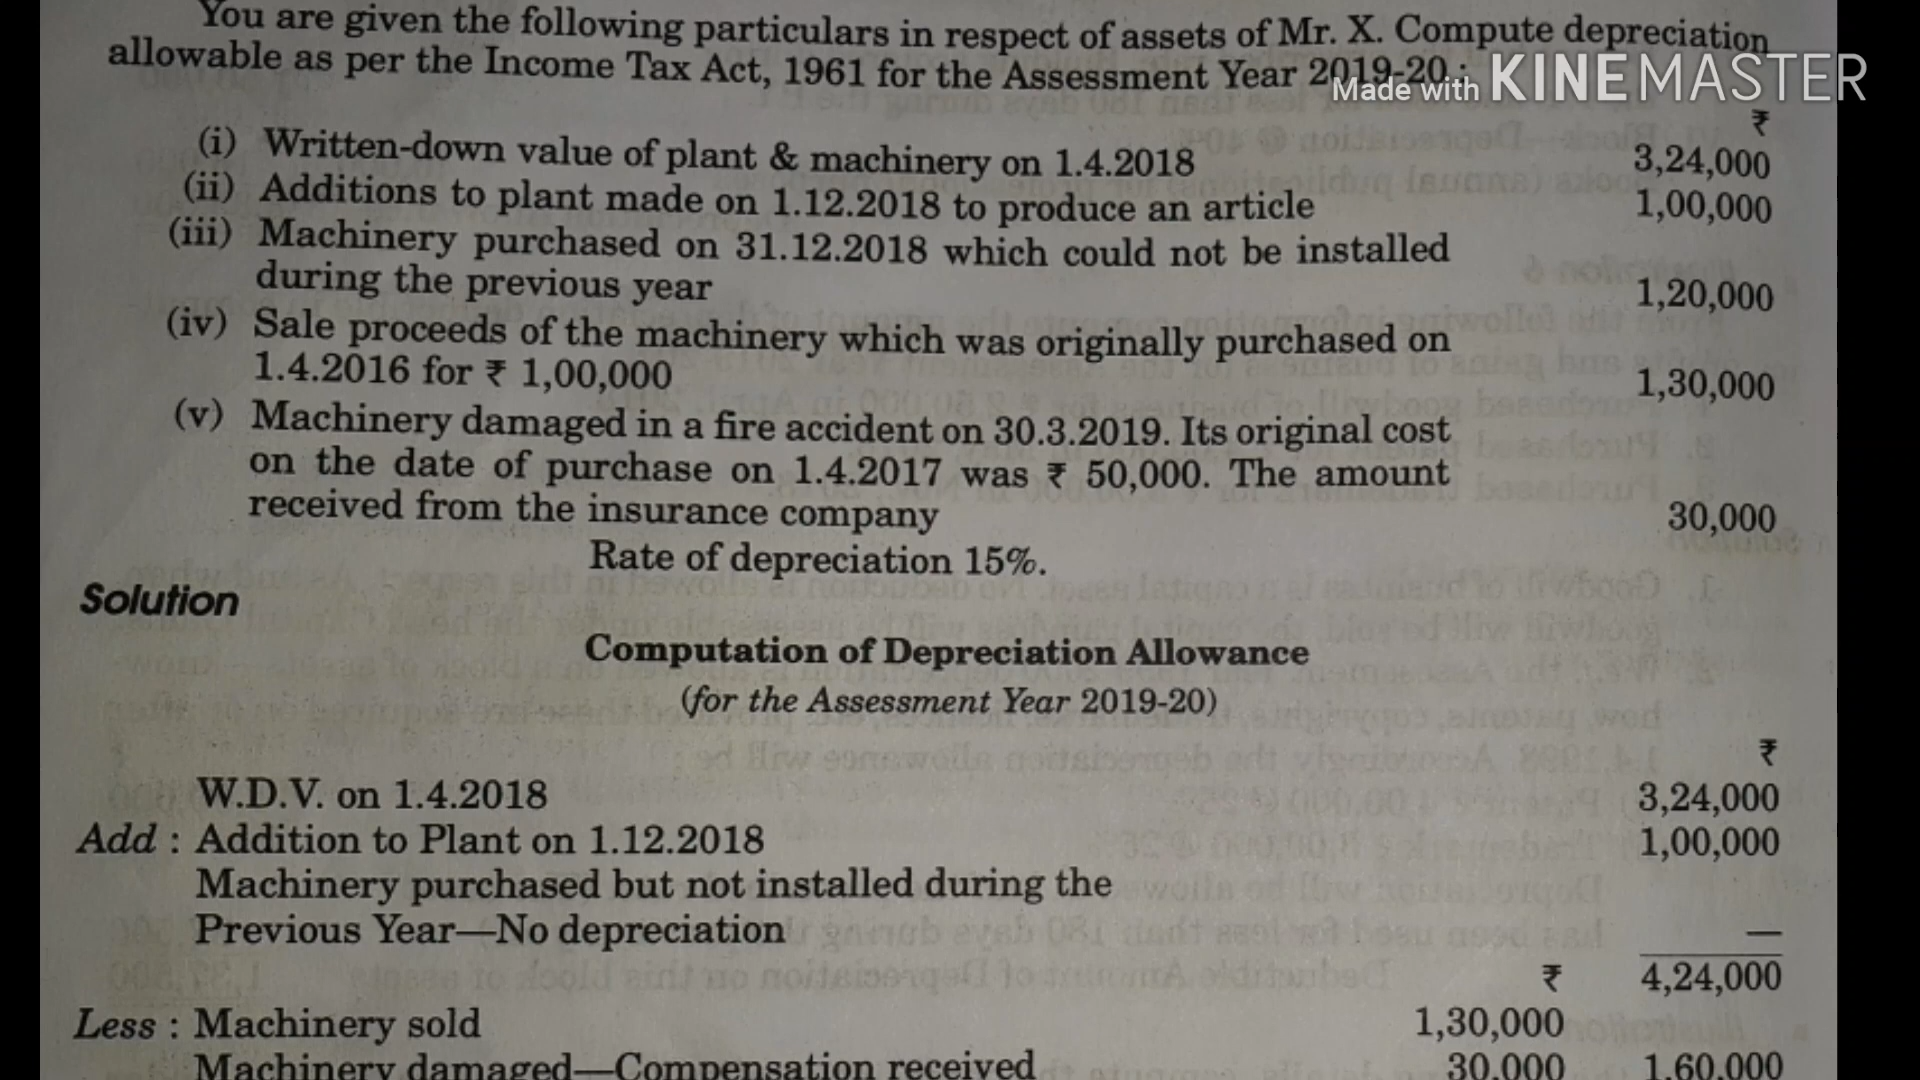 You are given the following particulars in respect of assets of Mr. X. Compute depreciation
allowable as per the Income Tax Act, 1961 for the Assessment Year 2019-20 :
Made with KINEMASTER
₹
(i) Written-down value of plant & machinery on 1.4.2018 3,24,000
(ii) Additions to plant made on 1.12.2018 to produce an article 1,00,000
(iii) Machinery purchased on 31.12.2018 which could not be installed
during the previous year 1,20,000
(iv) Sale proceeds of the machinery which was originally purchased on
1.4.2016 for ₹ 1,00,000 1,30,000
(v) Machinery damaged in a fire accident on 30.3.2019. Its original cost
on the date of purchase on 1.4.2017 was ₹ 50,000. The amount
received from the insurance company 30,000
Rate of depreciation 15%.
Solution
Computation of Depreciation Allowance
(for the Assessment Year 2019-20)
₹
W.D.V. on 1.4.2018 3,24,000
Add : Addition to Plant on 1.12.2018 1,00,000
Machinery purchased but not installed during the
Previous Year—No depreciation —
₹ 4,24,000
Less : Machinery sold 1,30,000
Machinery damaged—Compensation received 30,000 1,60,000